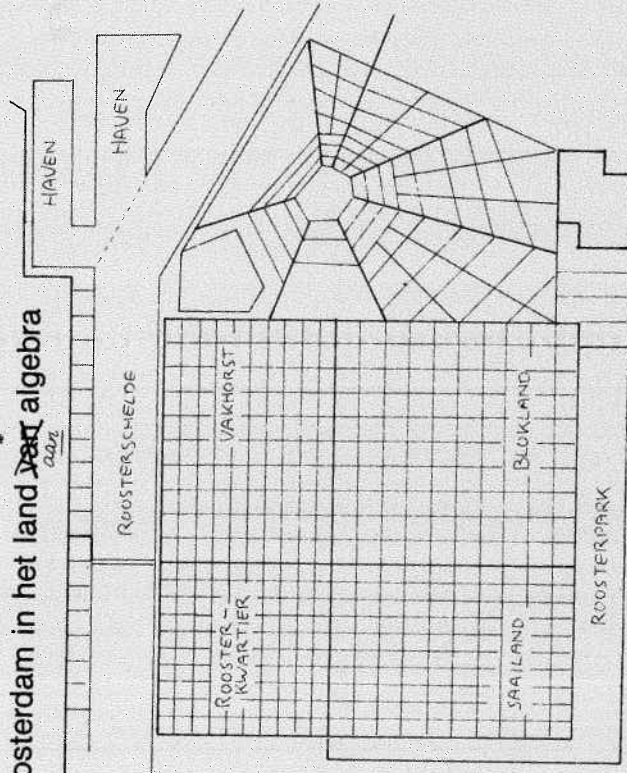 osterdam in het land van algebra
aan
HAVEN
ROOSTERSCHELDE
HAVEN
ROOSTER-
KWARTIER
VAKHORST
SAAILAND
BLOKLAND
ROOSTERPARK